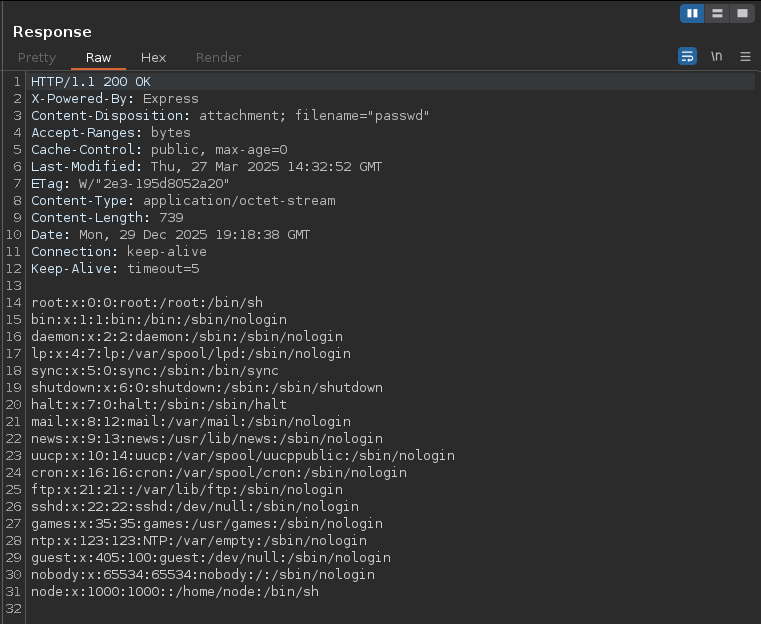 Response
Pretty Raw Hex Render \n
1 HTTP/1.1 200 OK
2 X-Powered-By: Express
3 Content-Disposition: attachment; filename="passwd"
4 Accept-Ranges: bytes
5 Cache-Control: public, max-age=0
6 Last-Modified: Thu, 27 Mar 2025 14:32:52 GMT
7 ETag: W/"2e3-195d8052a20"
8 Content-Type: application/octet-stream
9 Content-Length: 739
10 Date: Mon, 29 Dec 2025 19:18:38 GMT
11 Connection: keep-alive
12 Keep-Alive: timeout=5
13
14 root:x:0:0:root:/root:/bin/sh
15 bin:x:1:1:bin:/bin:/sbin/nologin
16 daemon:x:2:2:daemon:/sbin:/sbin/nologin
17 lp:x:4:7:lp:/var/spool/lpd:/sbin/nologin
18 sync:x:5:0:sync:/sbin:/bin/sync
19 shutdown:x:6:0:shutdown:/sbin:/sbin/shutdown
20 halt:x:7:0:halt:/sbin:/sbin/halt
21 mail:x:8:12:mail:/var/mail:/sbin/nologin
22 news:x:9:13:news:/usr/lib/news:/sbin/nologin
23 uucp:x:10:14:uucp:/var/spool/uucppublic:/sbin/nologin
24 cron:x:16:16:cron:/var/spool/cron:/sbin/nologin
25 ftp:x:21:21::/var/lib/ftp:/sbin/nologin
26 sshd:x:22:22:sshd:/dev/null:/sbin/nologin
27 games:x:35:35:games:/usr/games:/sbin/nologin
28 ntp:x:123:123:NTP:/var/empty:/sbin/nologin
29 guest:x:405:100:guest:/dev/null:/sbin/nologin
30 nobody:x:65534:65534:nobody:/:/sbin/nologin
31 node:x:1000:1000::/home/node:/bin/sh
32